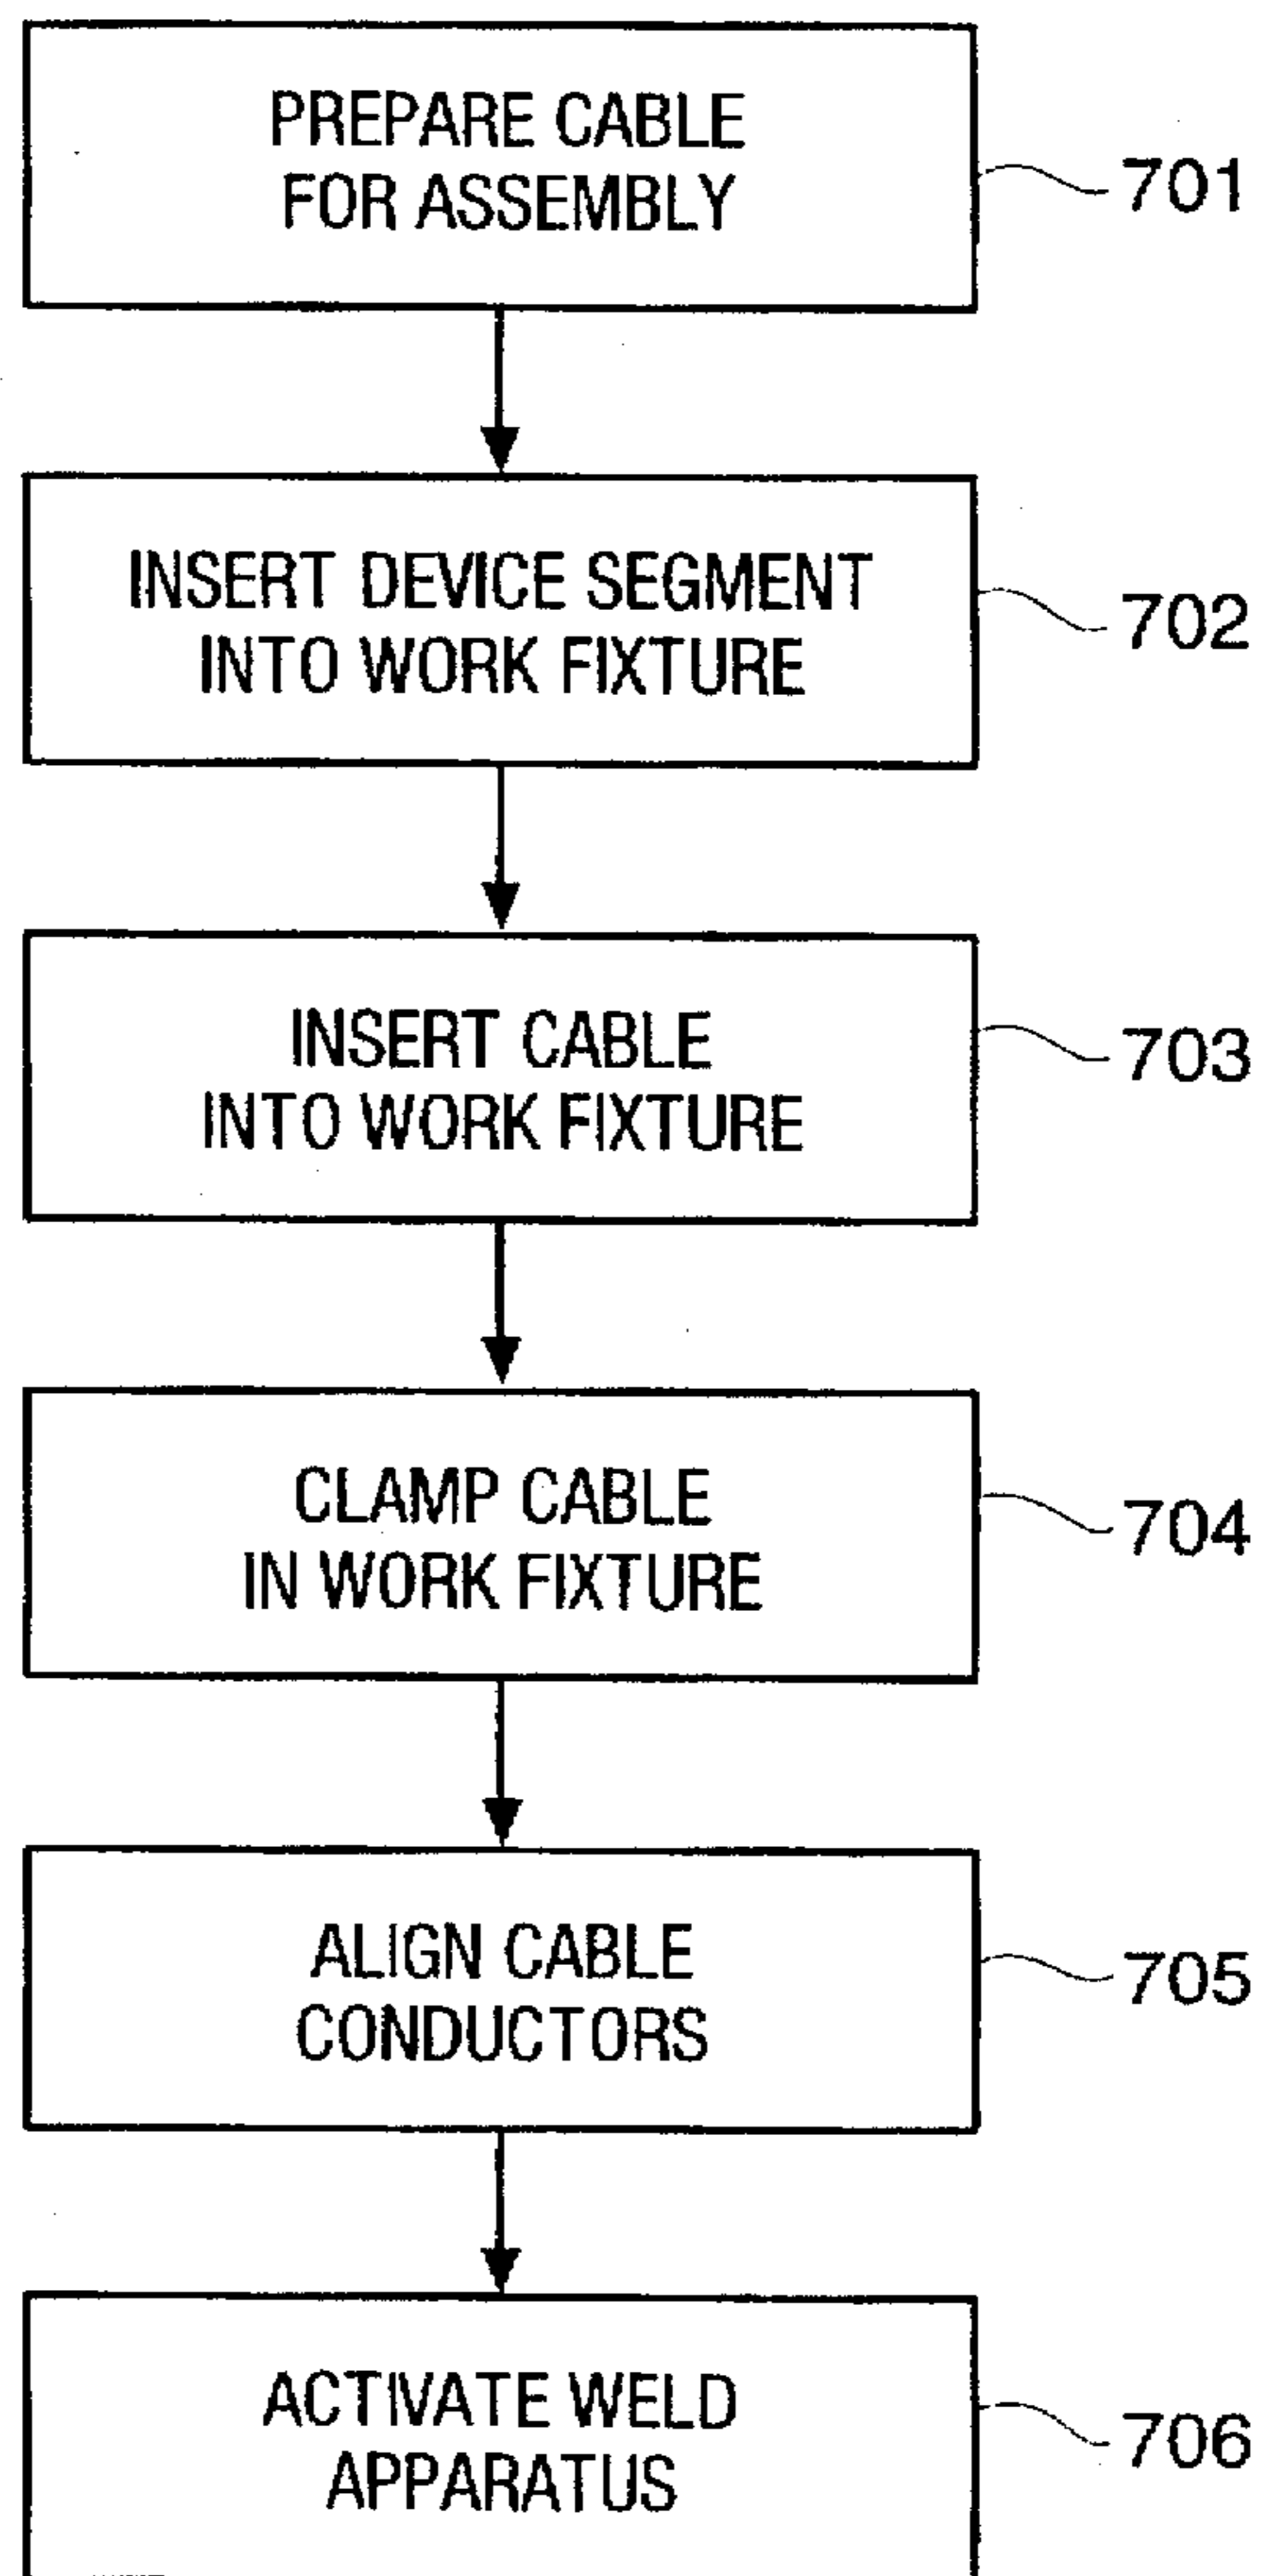 PREPARE CABLE
FOR ASSEMBLY
701
INSERT DEVICE SEGMENT
INTO WORK FIXTURE
702
INSERT CABLE
INTO WORK FIXTURE
703
CLAMP CABLE
IN WORK FIXTURE
704
ALIGN CABLE
CONDUCTORS
705
ACTIVATE WELD
APPARATUS
706